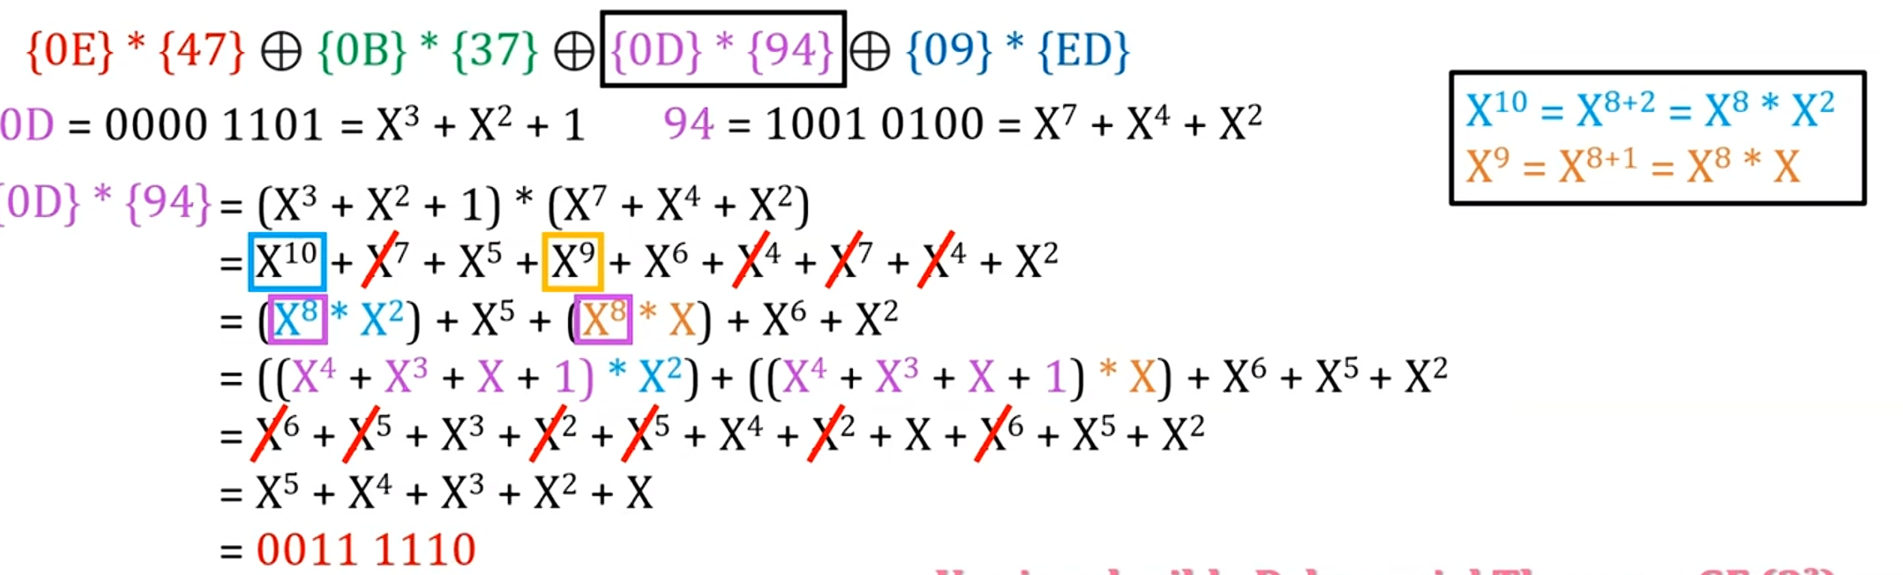 {0E} * {47} ⊕ {0B} * {37} ⊕ {0D} * {94} ⊕ {09} * {ED}
0D = 0000 1101 = X³ + X² + 1 94 = 1001 0100 = X⁷ + X⁴ + X²
X¹⁰ = X⁸⁺² = X⁸ * X²
X⁹ = X⁸⁺¹ = X⁸ * X
{0D} * {94} = (X³ + X² + 1) * (X⁷ + X⁴ + X²)
= X¹⁰ + X⁷ + X⁵ + X⁹ + X⁶ + X⁴ + X⁷ + X⁴ + X²
= (X⁸ * X²) + X⁵ + (X⁸ * X) + X⁶ + X²
= ((X⁴ + X³ + X + 1) * X²) + ((X⁴ + X³ + X + 1) * X) + X⁶ + X⁵ + X²
= X⁶ + X⁵ + X³ + X² + X⁵ + X⁴ + X² + X + X⁶ + X⁵ + X²
= X⁵ + X⁴ + X³ + X² + X
= 0011 1110